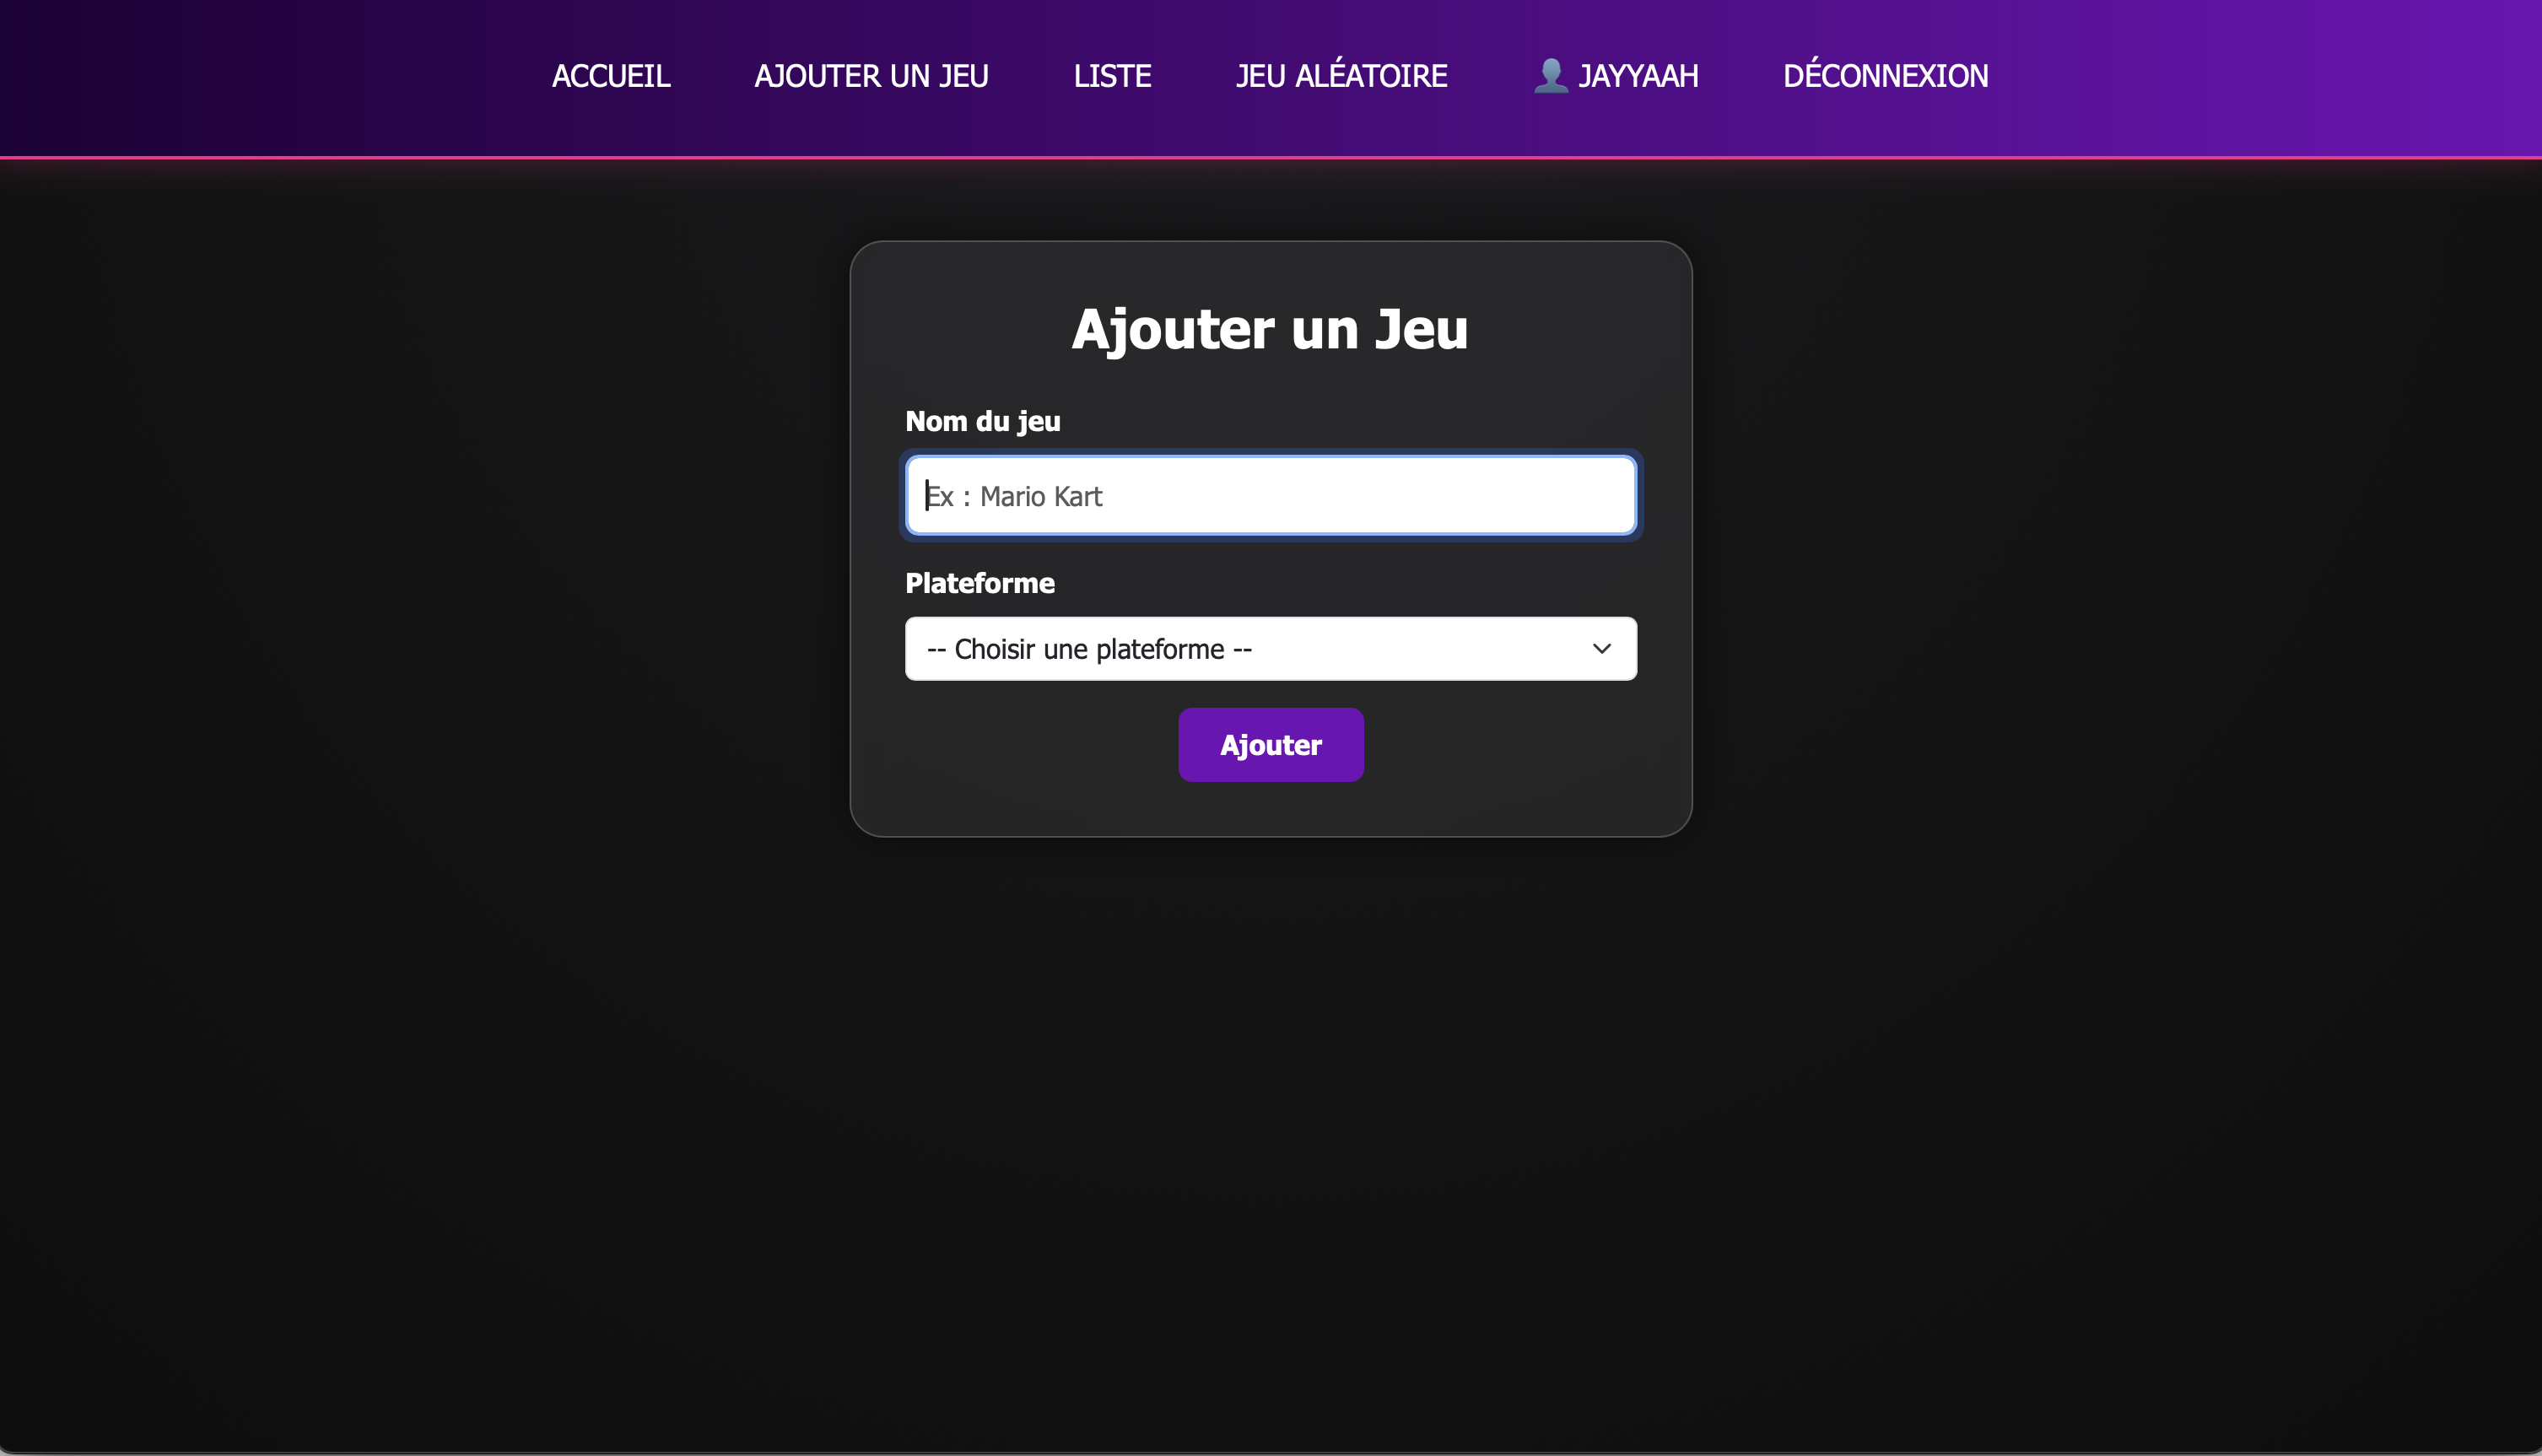 ACCUEIL AJOUTER UN JEU LISTE JEU ALÉATOIRE 👤 JAYYAAH DÉCONNEXION
Ajouter un Jeu
Nom du jeu
Ex : Mario Kart
Plateforme
-- Choisir une plateforme --
Ajouter